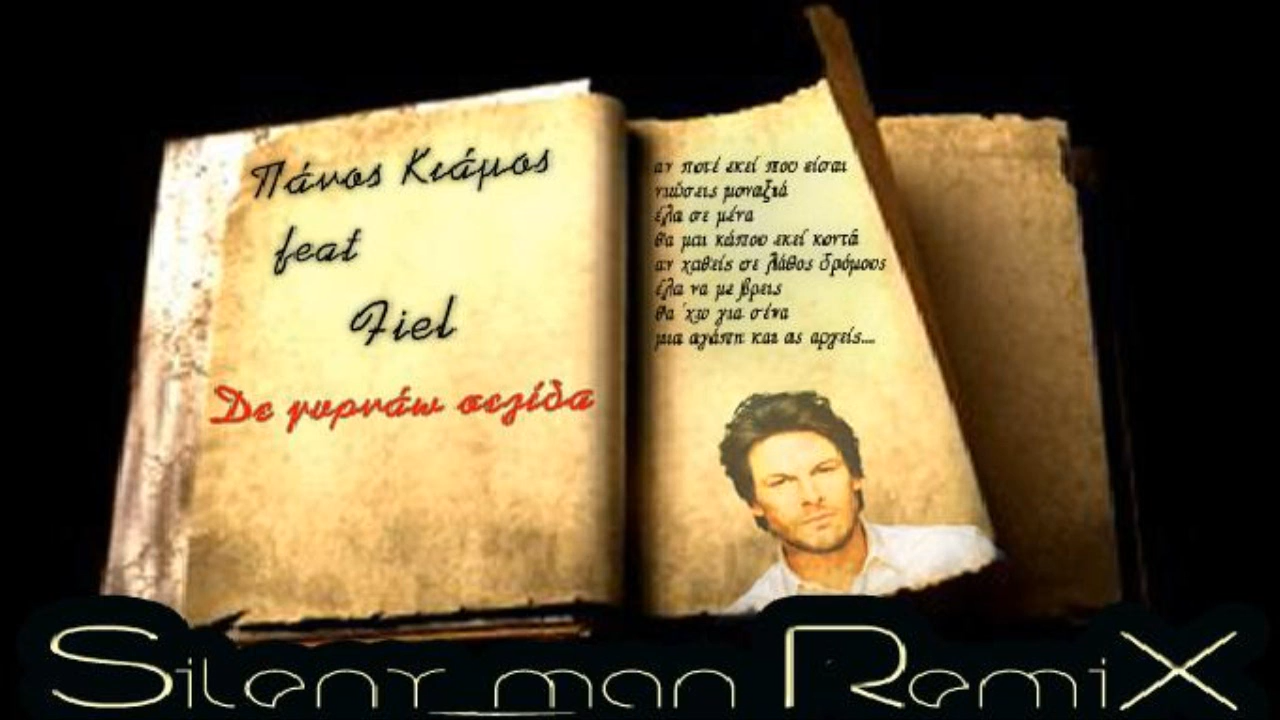 Πάνος Κιάμος
feat
Fiel
Δε γυρνάω σελίδα
αν ποτέ εκεί που είσαι
νιώσεις μοναξιά
έλα σε μένα
θα μαι κάπου εκεί κοντά
αν χαθείς σε λάθος δρόμους
έλα να με βρεις
θα 'χω για σένα
μια αγάπη και ας αργείς....
Silent_man RemiX